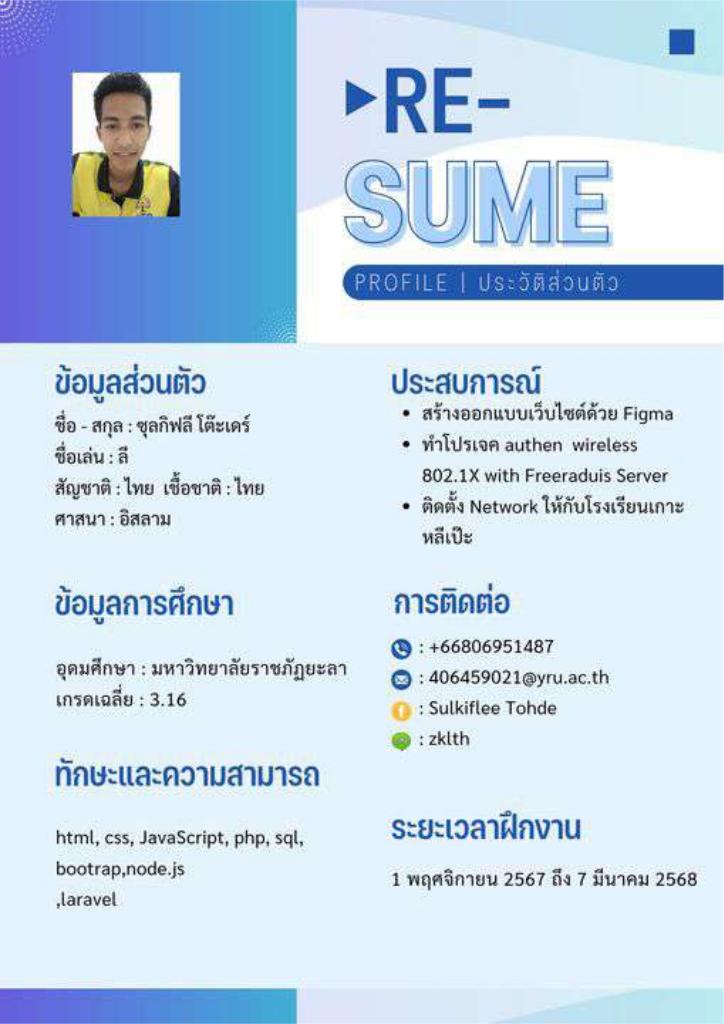 RE-
SUME
PROFILE | ประวัติส่วนตัว
ข้อมูลส่วนตัว
ชื่อ - สกุล : ซุลกิฟลี โต๊ะเดร์
ชื่อเล่น : ลี
สัญชาติ : ไทย เชื้อชาติ : ไทย
ศาสนา : อิสลาม
ข้อมูลการศึกษา
อุดมศึกษา : มหาวิทยาลัยราชภัฏยะลา
เกรดเฉลี่ย : 3.16
ทักษะและความสามารถ
html, css, JavaScript, php, sql,
bootrap,node.js
,laravel
ประสบการณ์
• สร้างออกแบบเว็บไซต์ด้วย Figma
• ทำโปรเจค authen wireless
802.1X with Freeraduis Server
• ติดตั้ง Network ให้กับโรงเรียนเกาะ
หลีเป๊ะ
การติดต่อ
: +66806951487
: 406459021@yru.ac.th
: Sulkiflee Tohde
: zklth
ระยะเวลาฝึกงาน
1 พฤศจิกายน 2567 ถึง 7 มีนาคม 2568